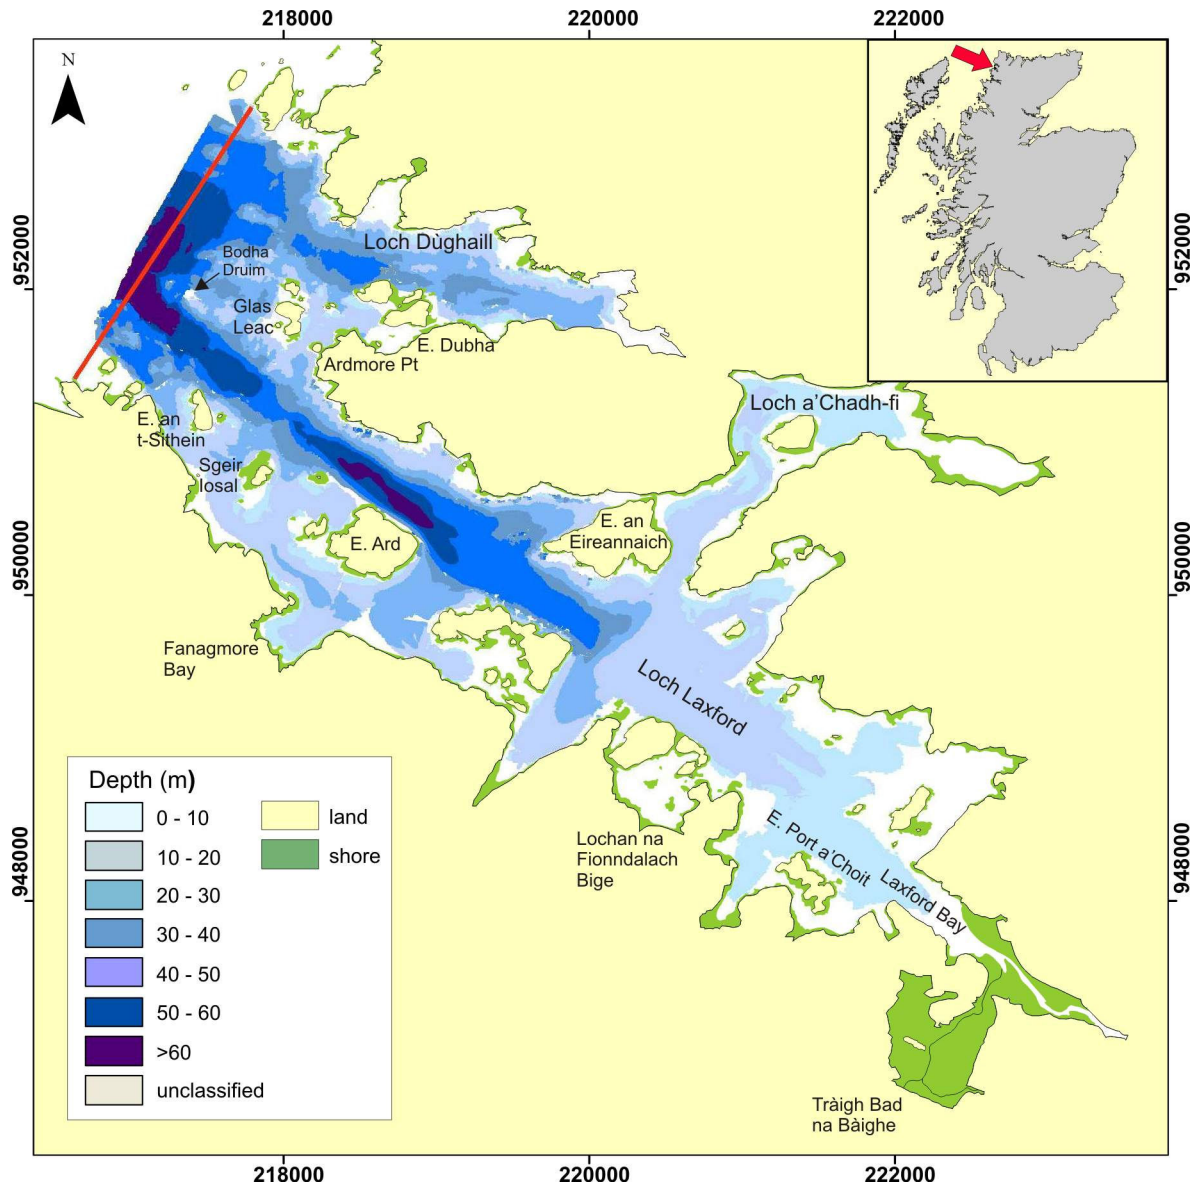 218000
220000
222000
N
952000
952000
Loch Dùghaill
Bodha
Druim
Glas
Leac
E. Dubha
Ardmore Pt
E. an
t-Sithein
Loch a'Chadh-fi
Sgeir
Iosal
E. an
Eireannaich
E. Ard
950000
950000
Fanagmore
Bay
Loch Laxford
Depth (m)
0 - 10
10 - 20
20 - 30
30 - 40
40 - 50
50 - 60
>60
unclassified
land
shore
Lochan na
Fionndalach
Bige
E. Port a'Choit
Laxford Bay
948000
948000
Tràigh Bad
na Bàighe
218000
220000
222000